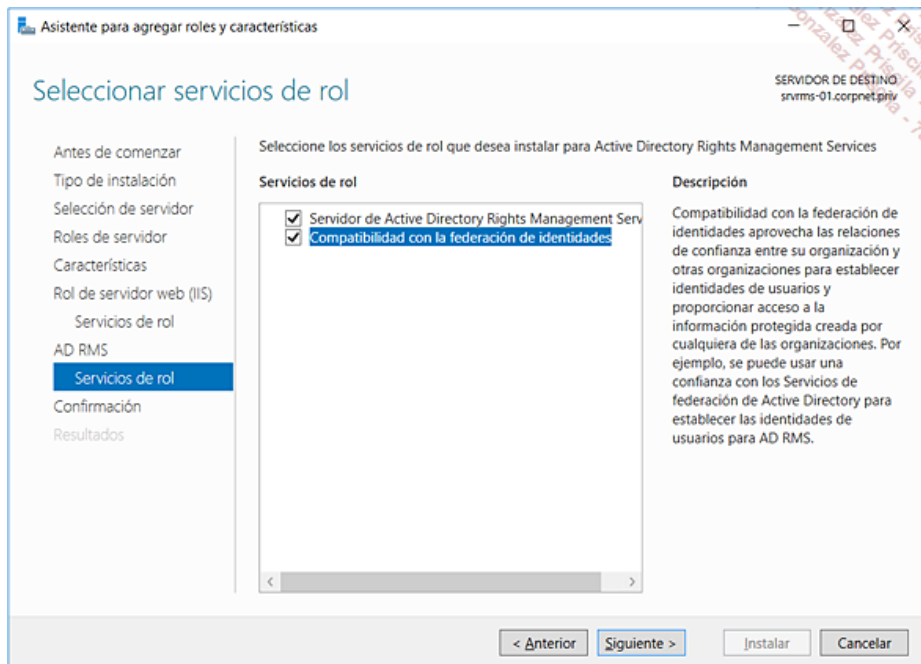 Asistente para agregar roles y características
Seleccionar servicios de rol
SERVIDOR DE DESTINO
srvrms-01.corpnet.priv
Antes de comenzar
Tipo de instalación
Selección de servidor
Roles de servidor
Características
Rol de servidor web (IIS)
Servicios de rol
AD RMS
Servicios de rol
Confirmación
Resultados
Seleccione los servicios de rol que desea instalar para Active Directory Rights Management Services
Servicios de rol
Servidor de Active Directory Rights Management Serv
Compatibilidad con la federación de identidades
Descripción
Compatibilidad con la federación de
identidades aprovecha las relaciones
de confianza entre su organización y
otras organizaciones para establecer
identidades de usuarios y
proporcionar acceso a la
información protegida creada por
cualquiera de las organizaciones. Por
ejemplo, se puede usar una
confianza con los Servicios de
federación de Active Directory para
establecer las identidades de
usuarios para AD RMS.
< Anterior
Siguiente >
Instalar
Cancelar